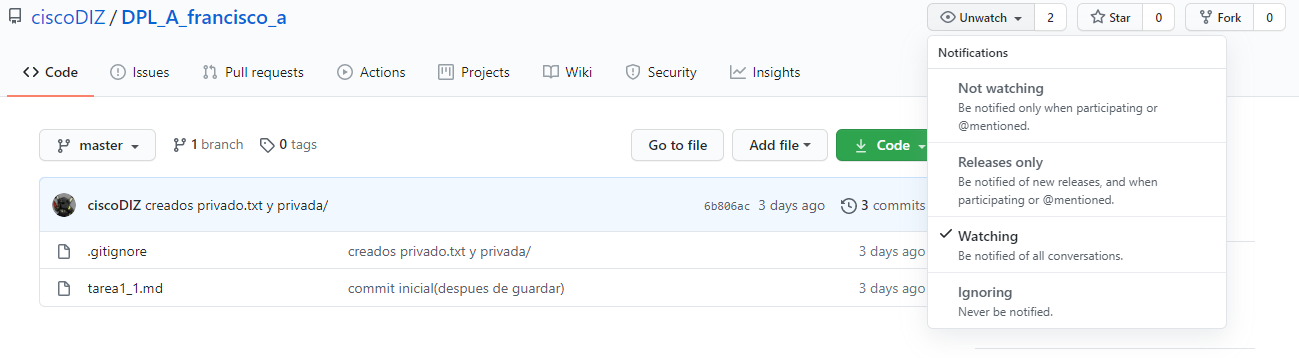 ciscoDIZ / DPL_A_francisco_a
Unwatch 2 Star 0 Fork 0
Code Issues Pull requests Actions Projects Wiki Security Insights
Notifications
Not watching
Be notified only when participating or
@mentioned.
Releases only
Be notified of new releases, and when
participating or @mentioned.
Watching
Be notified of all conversations.
Ignoring
Never be notified.
master 1 branch 0 tags Go to file Add file Code
ciscoDIZ creados privado.txt y privada/ 6b806ac 3 days ago 3 commits
.gitignore creados privado.txt y privada/ 3 days ago
tarea1_1.md commit inicial(despues de guardar) 3 days ago